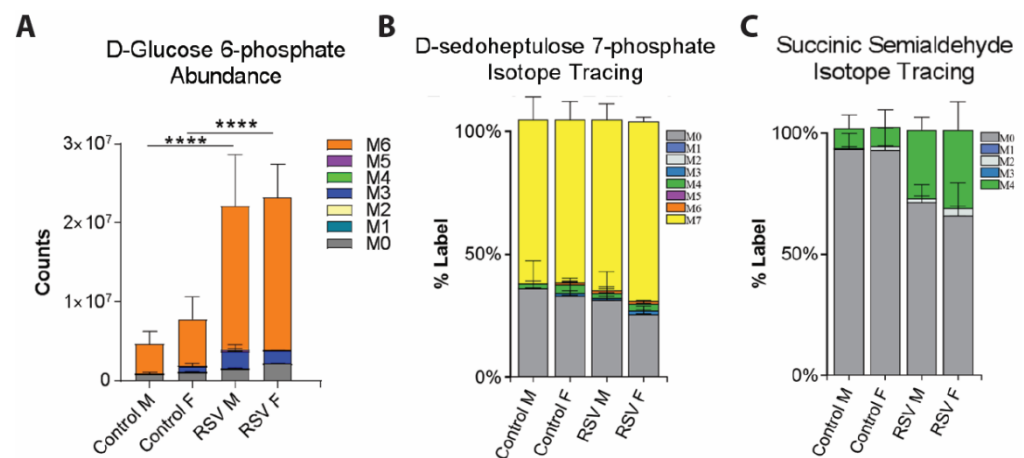 A
D-Glucose 6-phosphate
Abundance
****
****
3×10⁷
2×10⁷
1×10⁷
0
Counts
Control M
Control F
RSV M
RSV F
M6
M5
M4
M3
M2
M1
M0
B
D-sedoheptulose 7-phosphate
Isotope Tracing
100%
50%
0%
% Label
Control M
Control F
RSV M
RSV F
M0
M1
M2
M3
M4
M5
M6
M7
C
Succinic Semialdehyde
Isotope Tracing
100%
50%
0%
% Label
Control M
Control F
RSV M
RSV F
M0
M1
M2
M3
M4